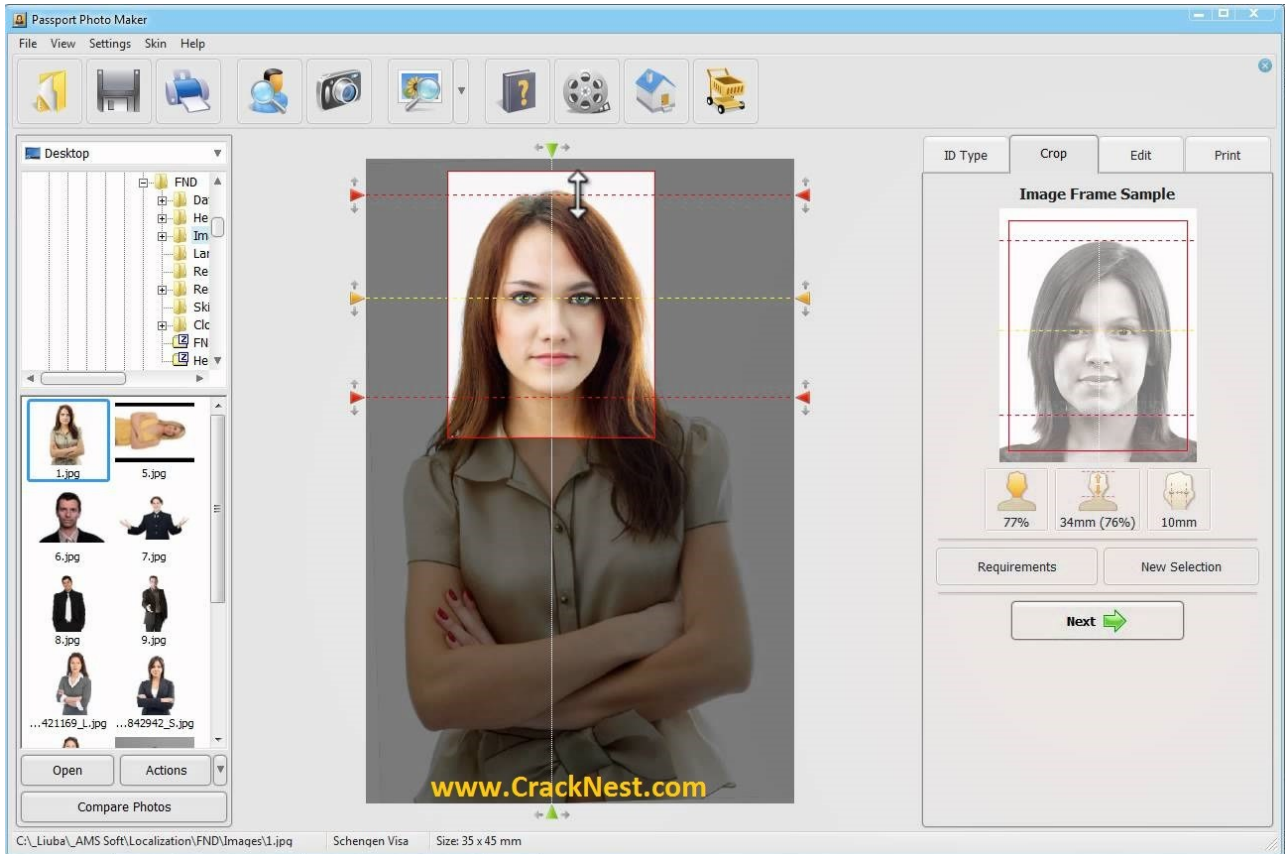 Passport Photo Maker
File View Settings Skin Help
Desktop
FND
Da
He
Im
Lar
Re
Re
Ski
Clo
FN
He
1.jpg 5.jpg
6.jpg 7.jpg
8.jpg 9.jpg
...421169_L.jpg ...842942_S.jpg
Open Actions
Compare Photos
www.CrackNest.com
ID Type Crop Edit Print
Image Frame Sample
77% 34mm (76%) 10mm
Requirements New Selection
Next
C:\_Liuba\_AMS Soft\Localization\FND\Images\1.jpg Schengen Visa Size: 35 x 45 mm